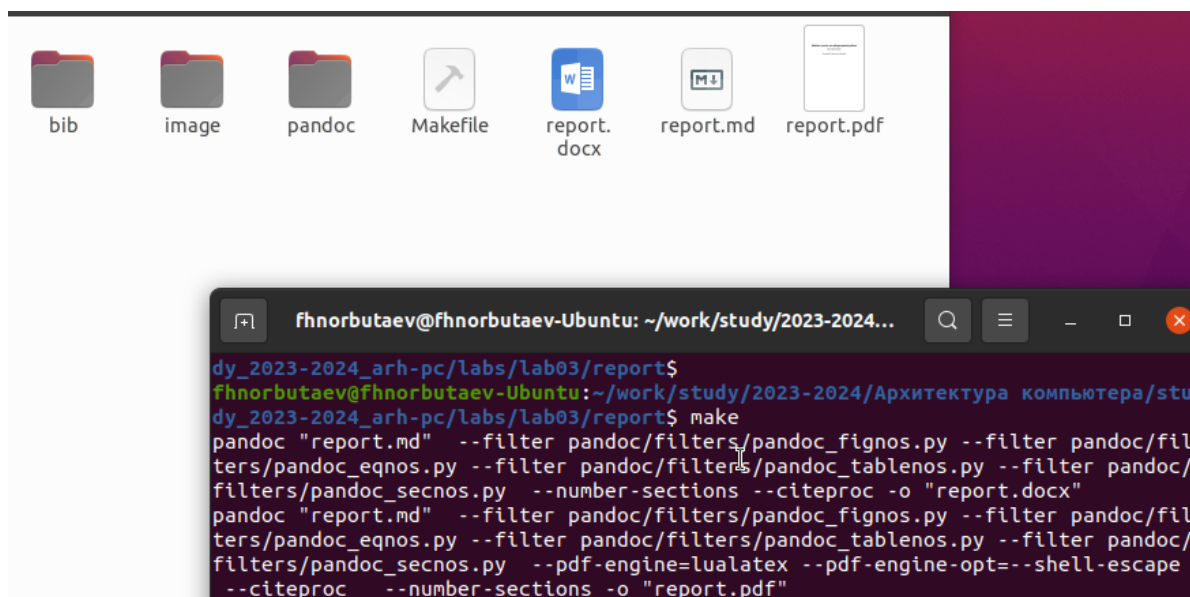 bib
image
pandoc
Makefile
report.
docx
report.md
report.pdf
fhnorbutaev@fhnorbutaev-Ubuntu: ~/work/study/2023-2024...
dy_2023-2024_arh-pc/labs/lab03/report$
fhnorbutaev@fhnorbutaev-Ubuntu:~/work/study/2023-2024/Архитектура компьютера/stu
dy_2023-2024_arh-pc/labs/lab03/report$ make
pandoc "report.md"  --filter pandoc/filters/pandoc_fignos.py --filter pandoc/fil
ters/pandoc_eqnos.py --filter pandoc/filters/pandoc_tablenos.py --filter pandoc/
filters/pandoc_secnos.py  --number-sections --citeproc -o "report.docx"
pandoc "report.md"  --filter pandoc/filters/pandoc_fignos.py --filter pandoc/fil
ters/pandoc_eqnos.py --filter pandoc/filters/pandoc_tablenos.py --filter pandoc/
filters/pandoc_secnos.py  --pdf-engine=lualatex --pdf-engine-opt=--shell-escape
 --citeproc   --number-sections -o "report.pdf"